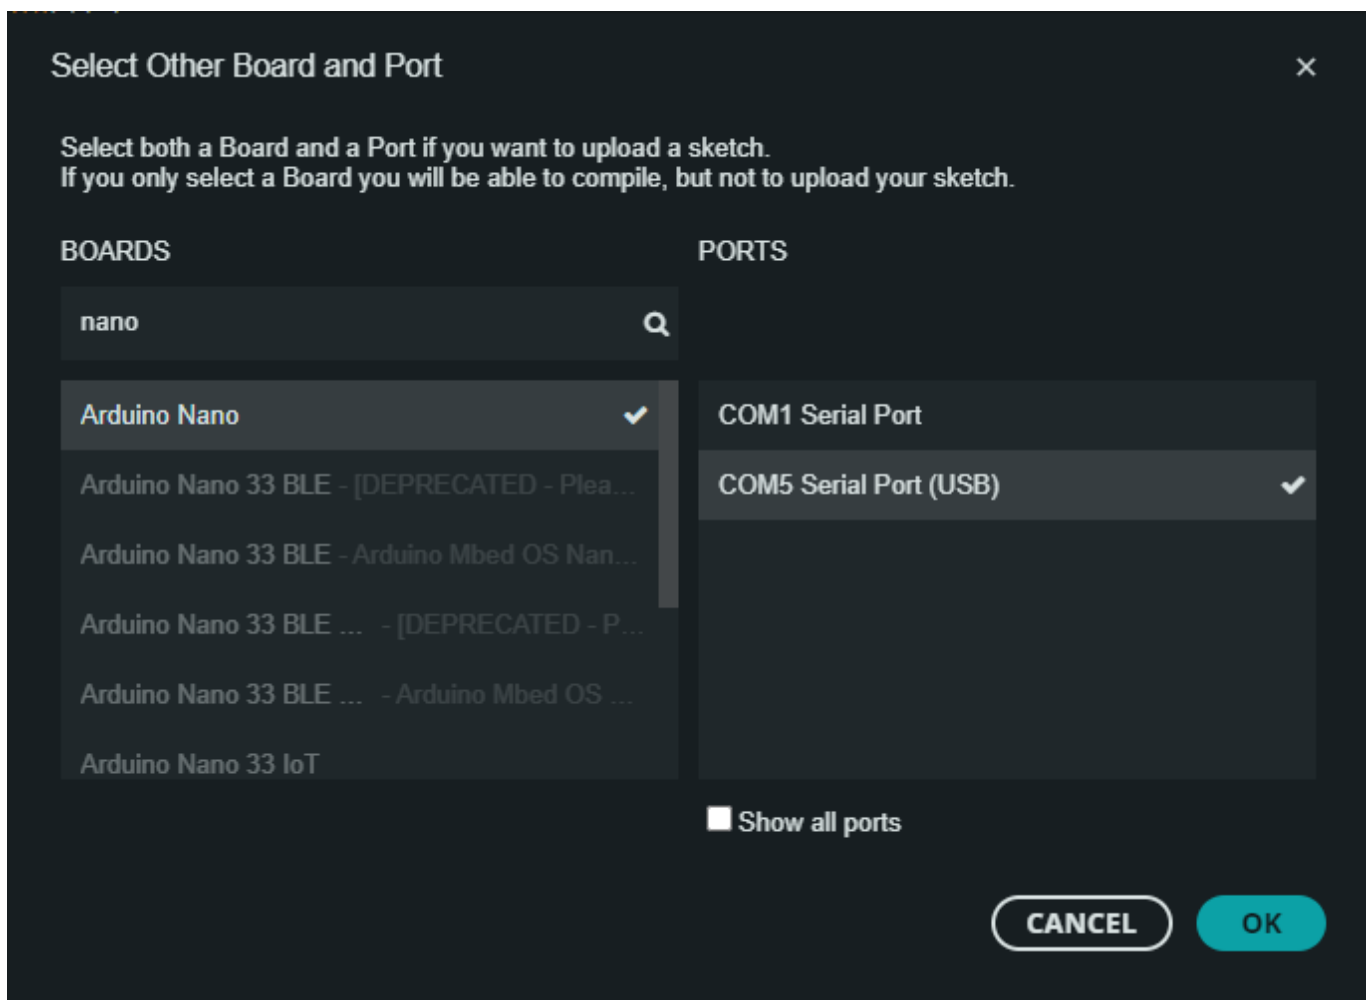 Select Other Board and Port
Select both a Board and a Port if you want to upload a sketch.
If you only select a Board you will be able to compile, but not to upload your sketch.
BOARDS
PORTS
nano
Arduino Nano
Arduino Nano 33 BLE - [DEPRECATED - Plea...
Arduino Nano 33 BLE - Arduino Mbed OS Nan...
Arduino Nano 33 BLE ... - [DEPRECATED - P...
Arduino Nano 33 BLE ... - Arduino Mbed OS ...
Arduino Nano 33 IoT
COM1 Serial Port
COM5 Serial Port (USB)
Show all ports
CANCEL
OK